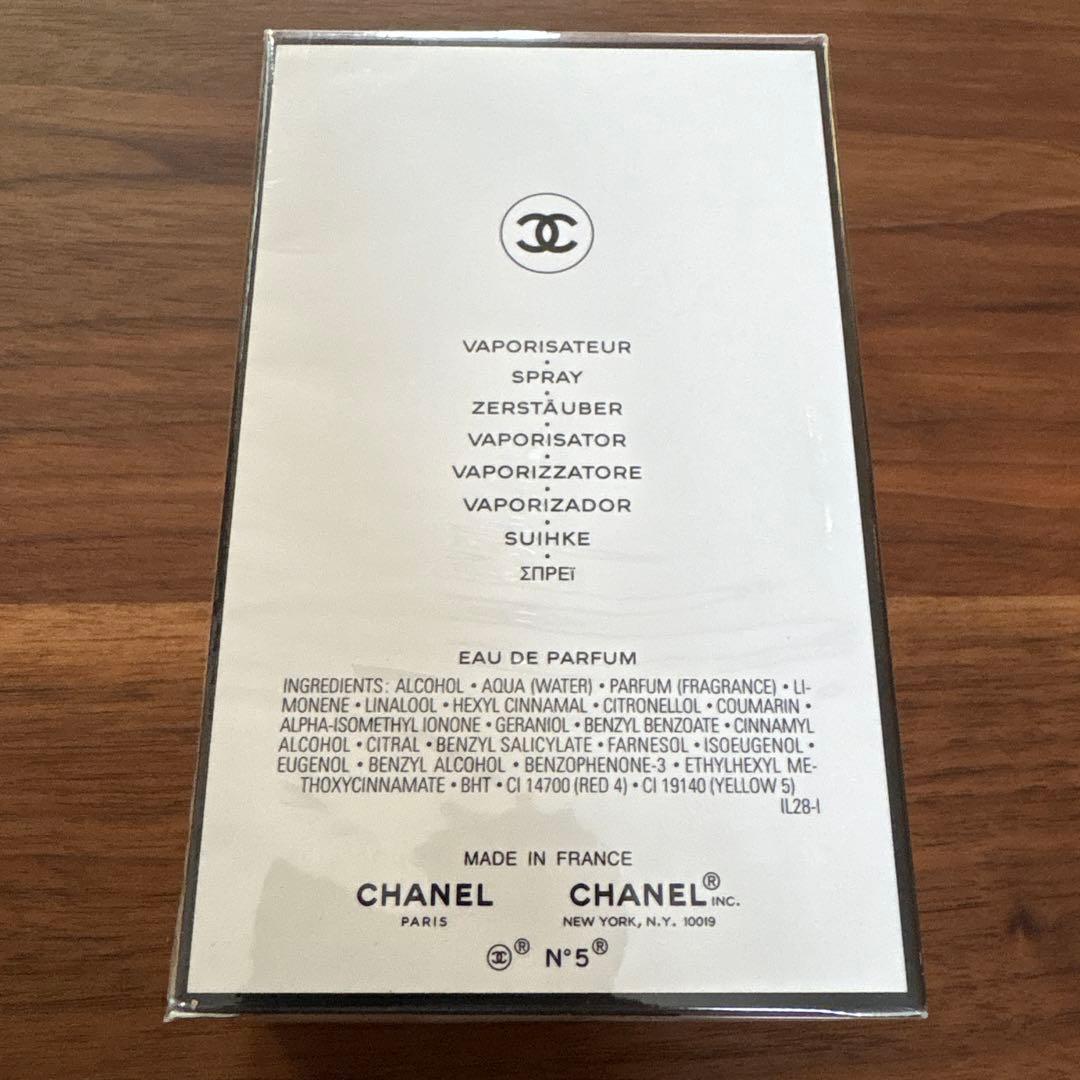 VAPORISATEUR
•
SPRAY
•
ZERSTÄUBER
•
VAPORISATOR
•
VAPORIZZATORE
•
VAPORIZADOR
•
SUIHKE
•
ΣΠΡΕΪ
EAU DE PARFUM
INGREDIENTS: ALCOHOL • AQUA (WATER) • PARFUM (FRAGRANCE) • LI-
MONENE • LINALOOL • HEXYL CINNAMAL • CITRONELLOL • COUMARIN •
ALPHA-ISOMETHYL IONONE • GERANIOL • BENZYL BENZOATE • CINNAMYL
ALCOHOL • CITRAL • BENZYL SALICYLATE • FARNESOL • ISOEUGENOL •
EUGENOL • BENZYL ALCOHOL • BENZOPHENONE-3 • ETHYLHEXYL ME-
THOXYCINNAMATE • BHT • CI 14700 (RED 4) • CI 19140 (YELLOW 5)
IL28-I
MADE IN FRANCE
CHANEL CHANEL® INC.
PARIS NEW YORK, N.Y. 10019
® N°5®